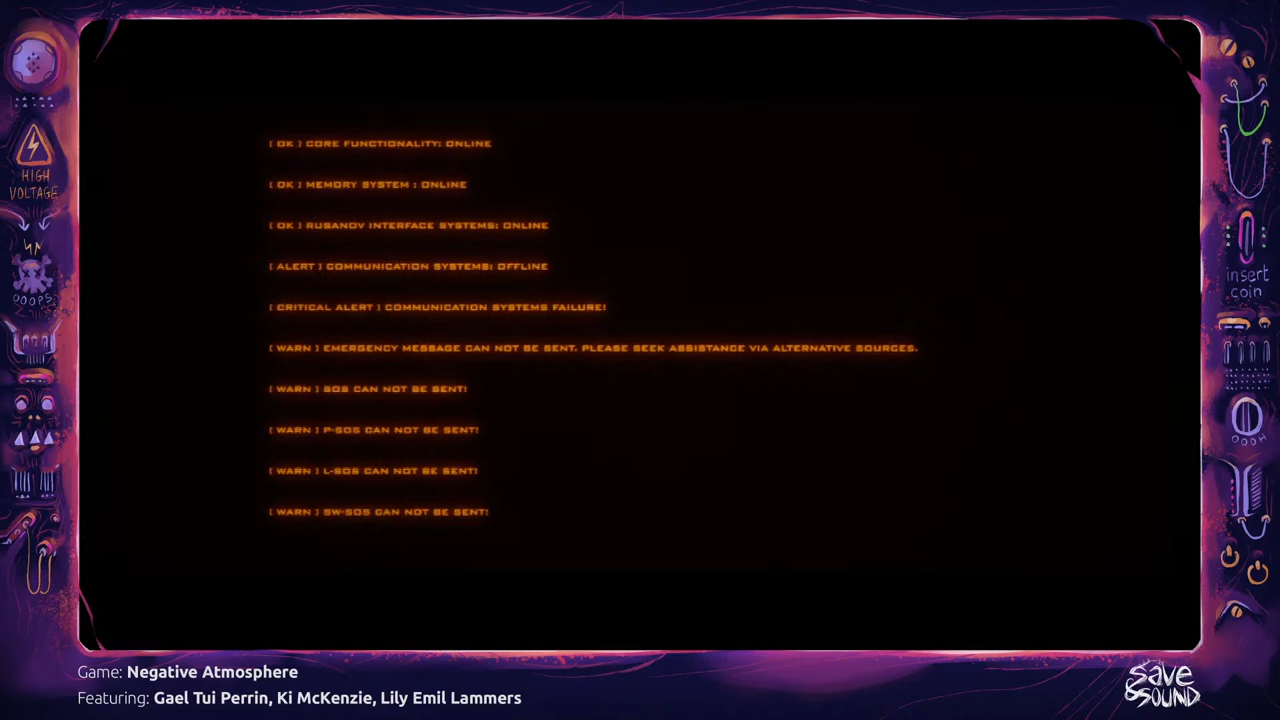 [ OK ] CORE FUNCTIONALITY: ONLINE
[ OK ] MEMORY SYSTEM : ONLINE
[ OK ] RUSANOV INTERFACE SYSTEMS: ONLINE
[ ALERT ] COMMUNICATION SYSTEMS: OFFLINE
[ CRITICAL ALERT ] COMMUNICATION SYSTEMS FAILURE!
[ WARN ] EMERGENCY MESSAGE CAN NOT BE SENT. PLEASE SEEK ASSISTANCE VIA ALTERNATIVE SOURCES.
[ WARN ] SOS CAN NOT BE SENT!
[ WARN ] P-SOS CAN NOT BE SENT!
[ WARN ] L-SOS CAN NOT BE SENT!
[ WARN ] SW-SOS CAN NOT BE SENT!
HIGH
VOLTAGE
OOOPS
insert
coin
OOOH
Game: Negative Atmosphere
Featuring: Gael Tui Perrin, Ki McKenzie, Lily Emil Lammers
Save
& SOUND